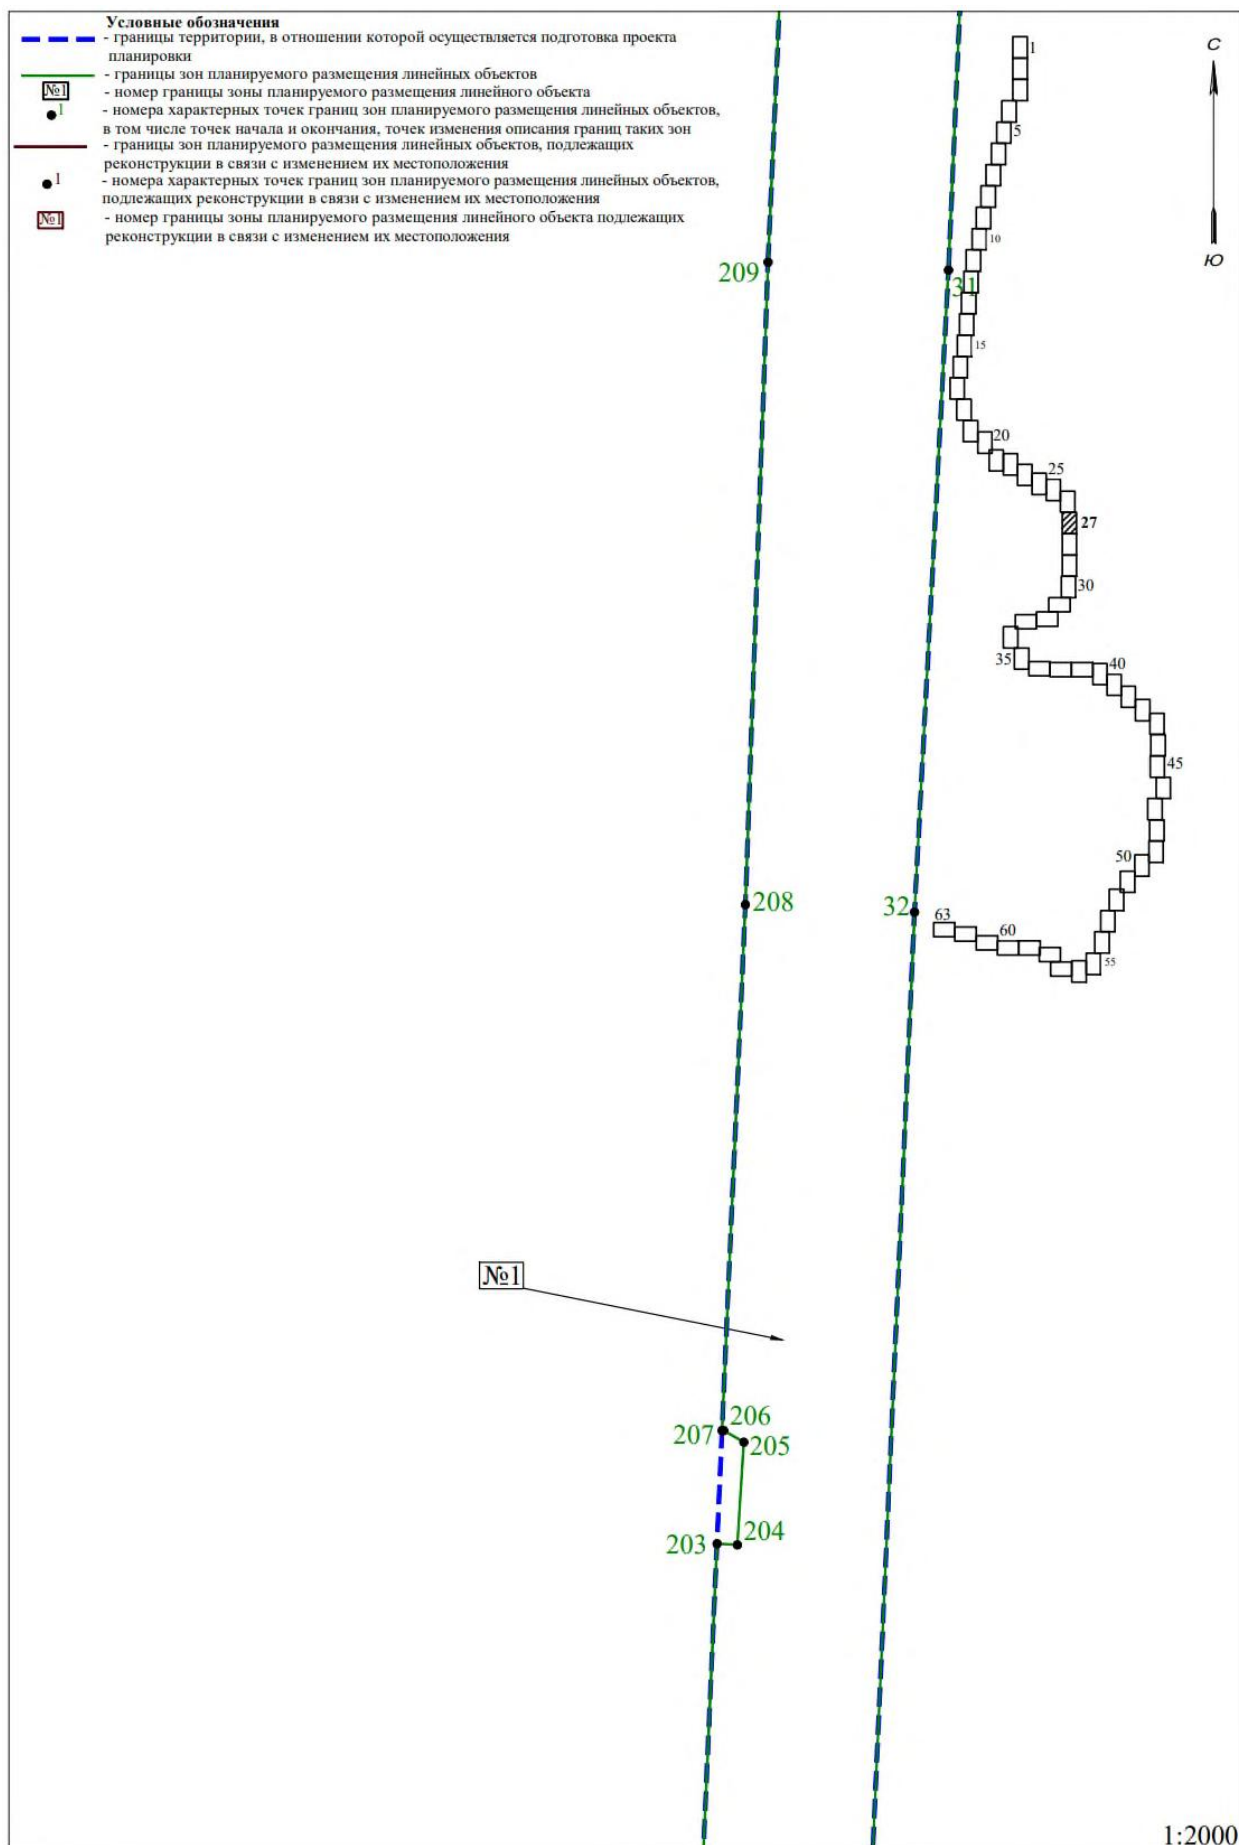 Условные обозначения
- границы территории, в отношении которой осуществляется подготовка проекта
планировки
- границы зон планируемого размещения линейных объектов
№1
- номер границы зоны планируемого размещения линейного объекта
1
- номера характерных точек границ зон планируемого размещения линейных объектов,
в том числе точек начала и окончания, точек изменения описания границ таких зон
- границы зон планируемого размещения линейных объектов, подлежащих
реконструкции в связи с изменением их местоположения
1
- номера характерных точек границ зон планируемого размещения линейных объектов,
подлежащих реконструкции в связи с изменением их местоположения
№1
- номер границы зоны планируемого размещения линейного объекта подлежащих
реконструкции в связи с изменением их местоположения
С
Ю
1
5
10
15
20
25
27
30
35
40
45
50
55
60
63
209
31
208
32
№1
206
207
205
204
203
1:2000